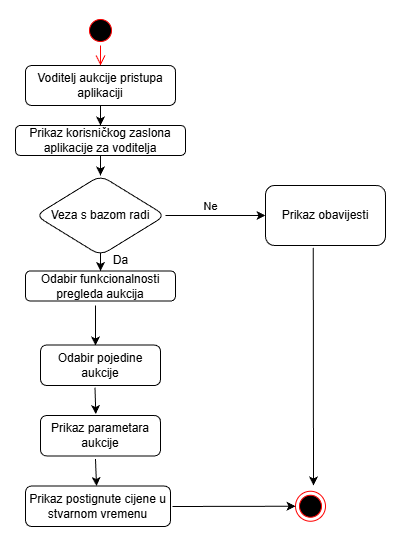 Voditelj aukcije pristupa
aplikaciji
Prikaz korisničkog zaslona
aplikacije za voditelja
Veza s bazom radi
Ne
Prikaz obavijesti
Da
Odabir funkcionalnosti
pregleda aukcija
Odabir pojedine
aukcije
Prikaz parametara
aukcije
Prikaz postignute cijene u
stvarnom vremenu